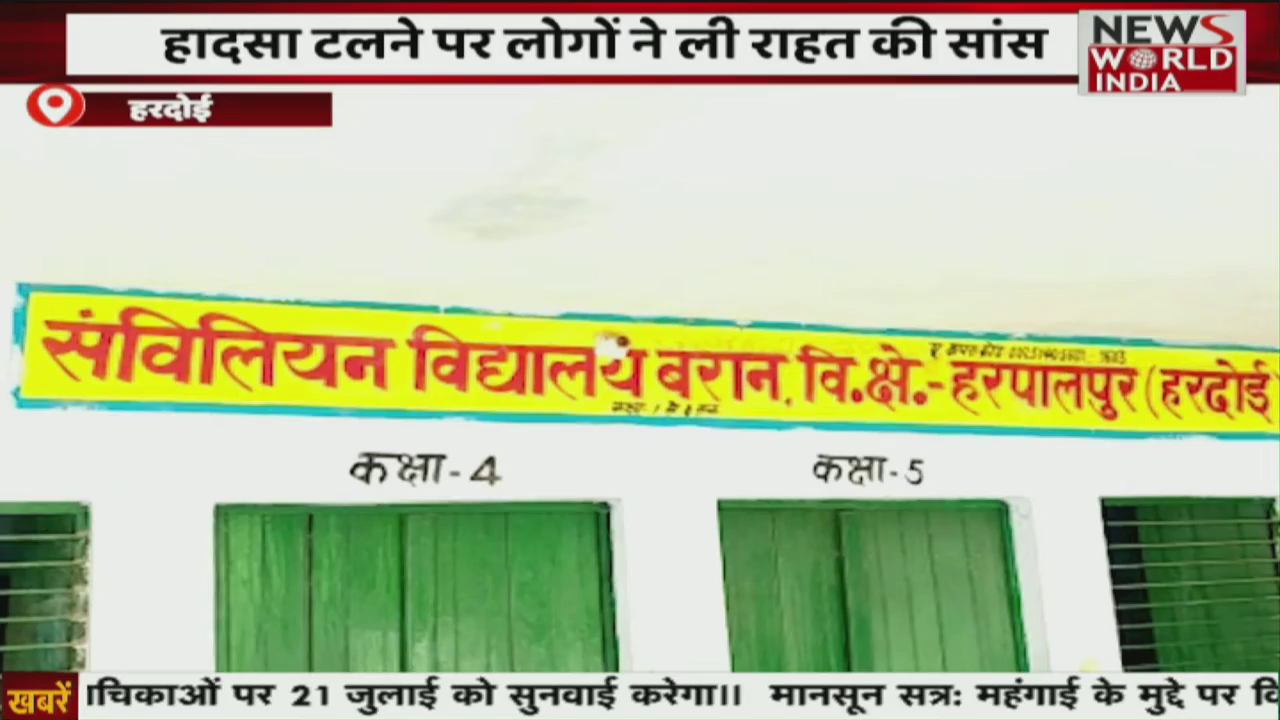 हादसा टलने पर लोगों ने ली राहत की सांस
NEWS
WORLD
INDIA
हरदोई
संविलियन विद्यालय बरान, वि.क्षे.- हरपालपुर (हरदोई)
कक्षा - 4
कक्षा - 5
खबरें
चिकाओं पर 21 जुलाई को सुनवाई करेगा।। मानसून सत्र: महंगाई के मुद्दे पर